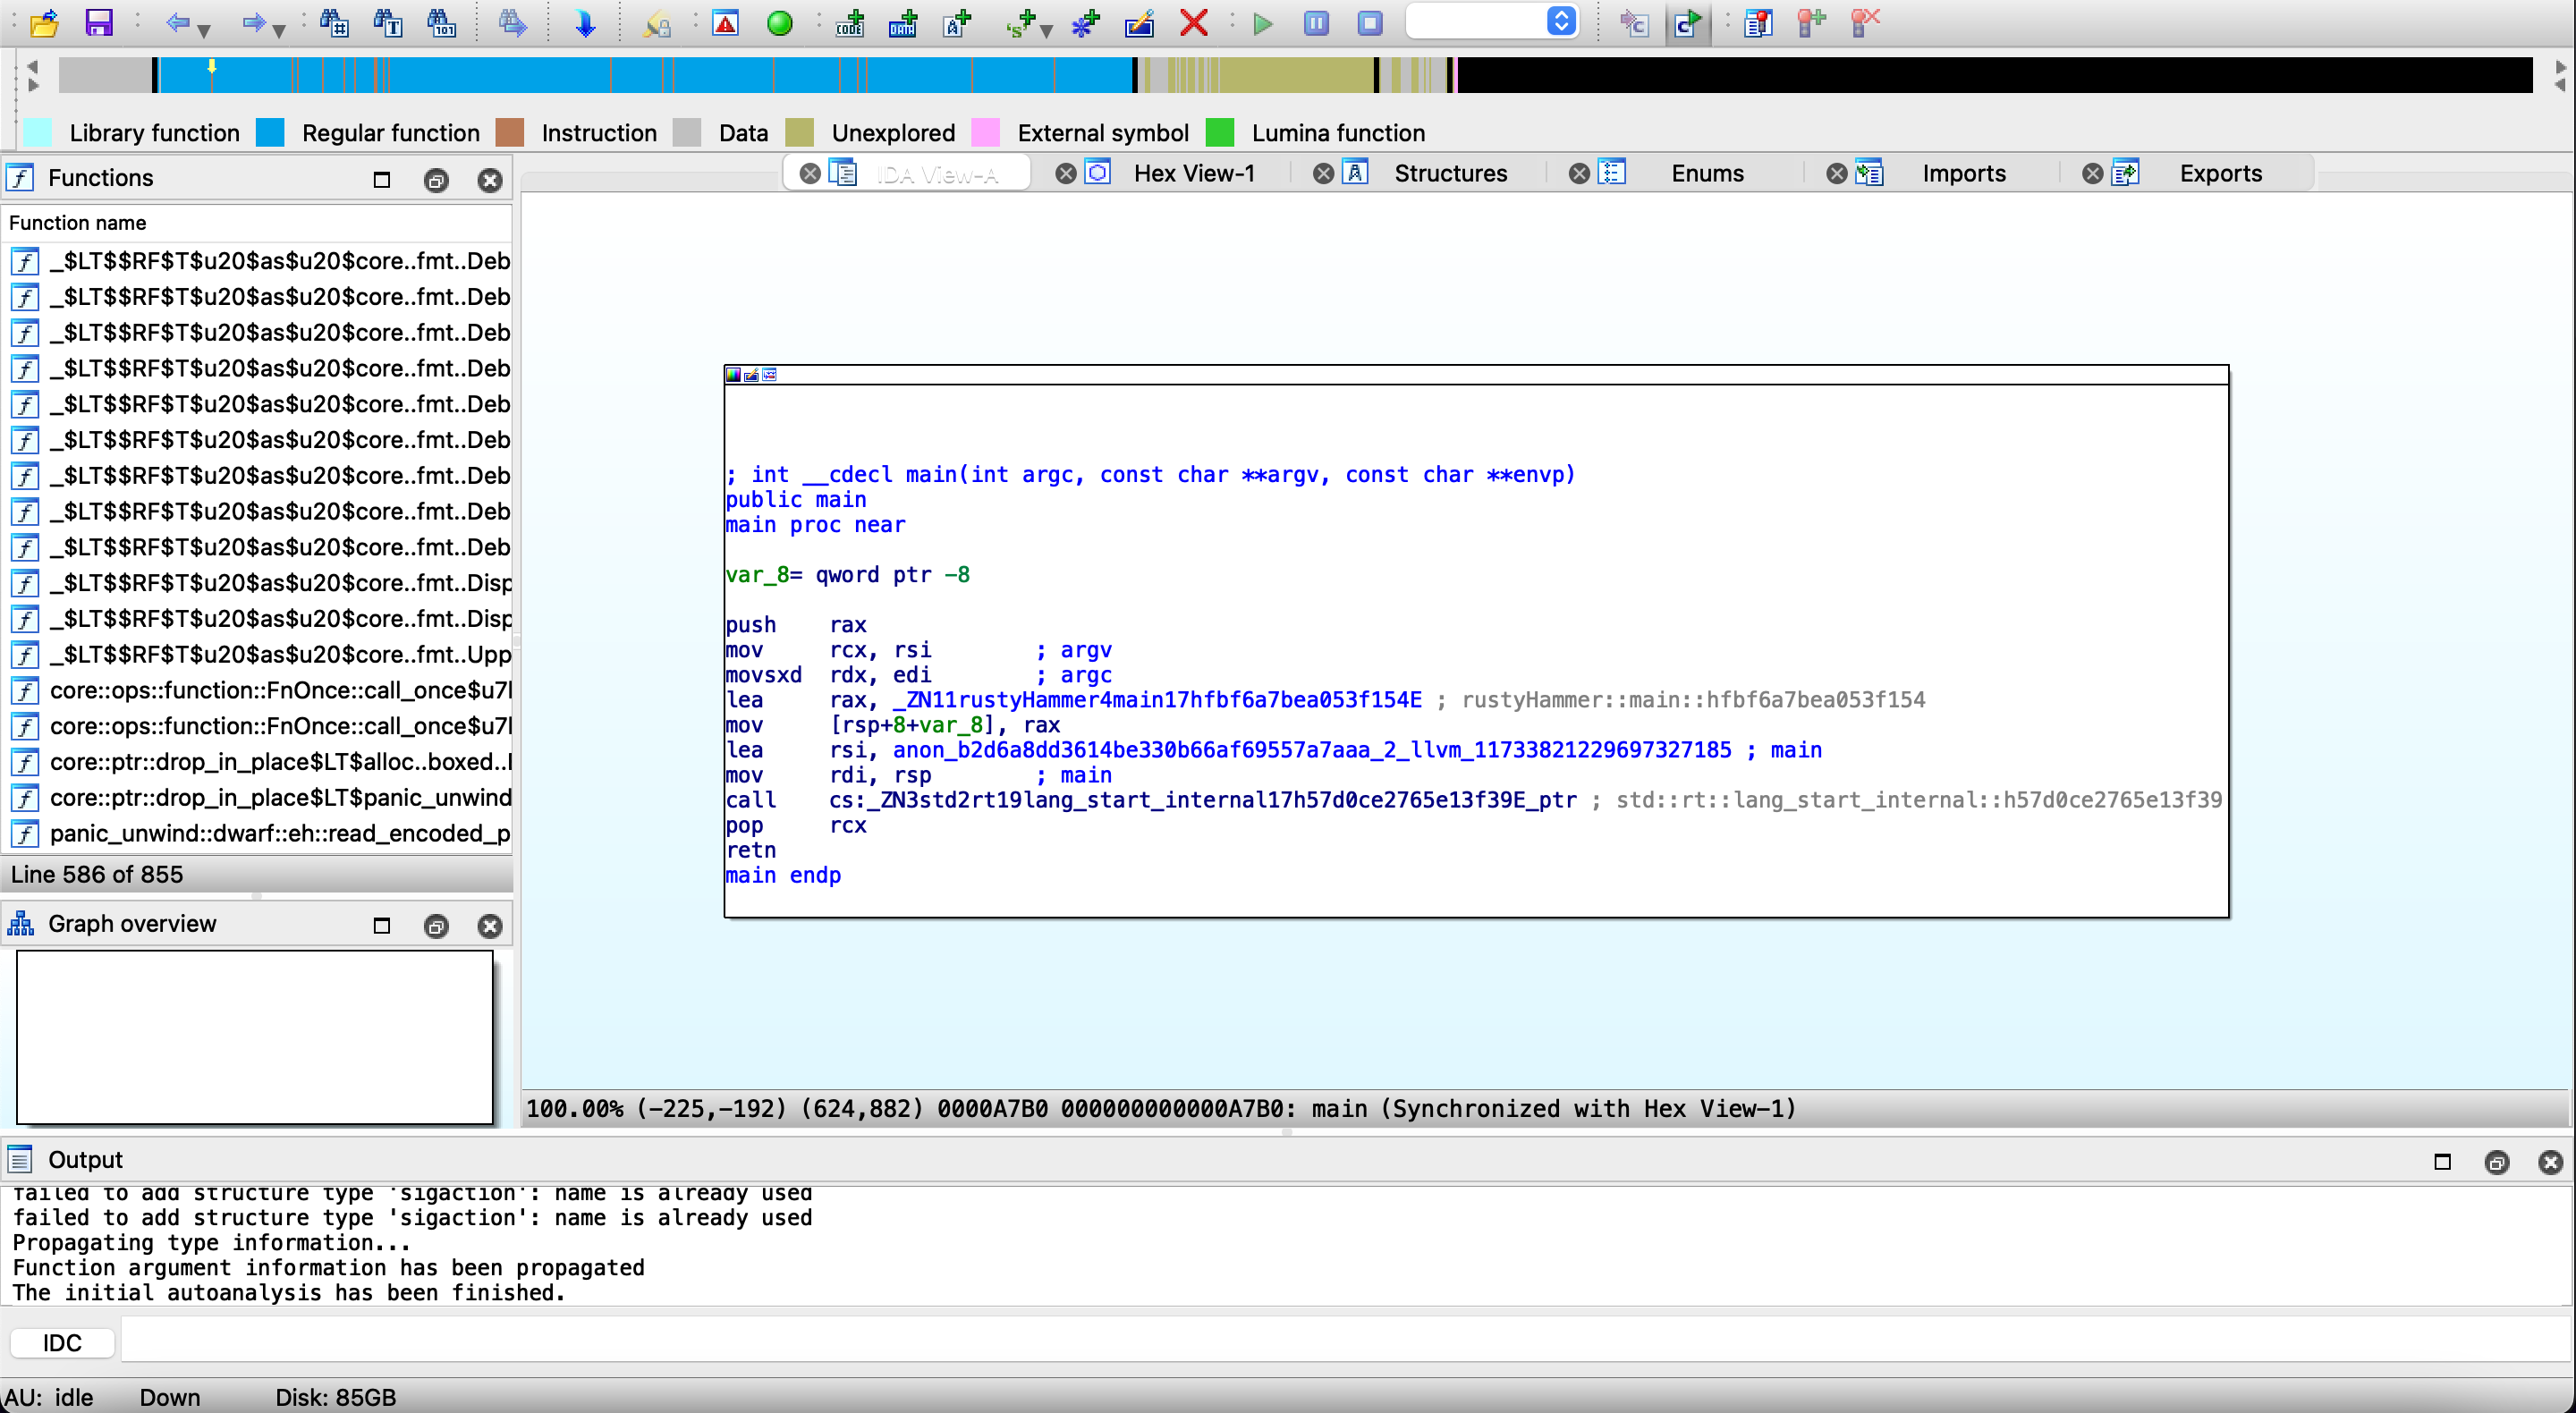 Library function Regular function Instruction Data Unexplored External symbol Lumina function
Functions
Function name
_$LT$$RF$T$u20$as$u20$core..fmt..Deb
_$LT$$RF$T$u20$as$u20$core..fmt..Deb
_$LT$$RF$T$u20$as$u20$core..fmt..Deb
_$LT$$RF$T$u20$as$u20$core..fmt..Deb
_$LT$$RF$T$u20$as$u20$core..fmt..Deb
_$LT$$RF$T$u20$as$u20$core..fmt..Deb
_$LT$$RF$T$u20$as$u20$core..fmt..Deb
_$LT$$RF$T$u20$as$u20$core..fmt..Deb
_$LT$$RF$T$u20$as$u20$core..fmt..Deb
_$LT$$RF$T$u20$as$u20$core..fmt..Disp
_$LT$$RF$T$u20$as$u20$core..fmt..Disp
_$LT$$RF$T$u20$as$u20$core..fmt..Upp
core::ops::function::FnOnce::call_once$u7
core::ops::function::FnOnce::call_once$u7
core::ptr::drop_in_place$LT$alloc..boxed..
core::ptr::drop_in_place$LT$panic_unwind
panic_unwind::dwarf::eh::read_encoded_p
Line 586 of 855
Graph overview
IDA View-A Hex View-1 Structures Enums Imports Exports
; int __cdecl main(int argc, const char **argv, const char **envp)
public main
main proc near
var_8= qword ptr -8
push rax
mov rcx, rsi ; argv
movsxd rdx, edi ; argc
lea rax, _ZN11rustyHammer4main17hfbf6a7bea053f154E ; rustyHammer::main::hfbf6a7bea053f154
mov [rsp+8+var_8], rax
lea rsi, anon_b2d6a8dd3614be330b66af69557a7aaa_2_llvm_11733821229697327185 ; main
mov rdi, rsp ; main
call cs:_ZN3std2rt19lang_start_internal17h57d0ce2765e13f39E_ptr ; std::rt::lang_start_internal::h57d0ce2765e13f39
pop rcx
retn
main endp
100.00% (-225,-192) (624,882) 0000A7B0 000000000000A7B0: main (Synchronized with Hex View-1)
Output
failed to add structure type 'sigaction': name is already used
failed to add structure type 'sigaction': name is already used
Propagating type information...
Function argument information has been propagated
The initial autoanalysis has been finished.
IDC
AU: idle Down Disk: 85GB